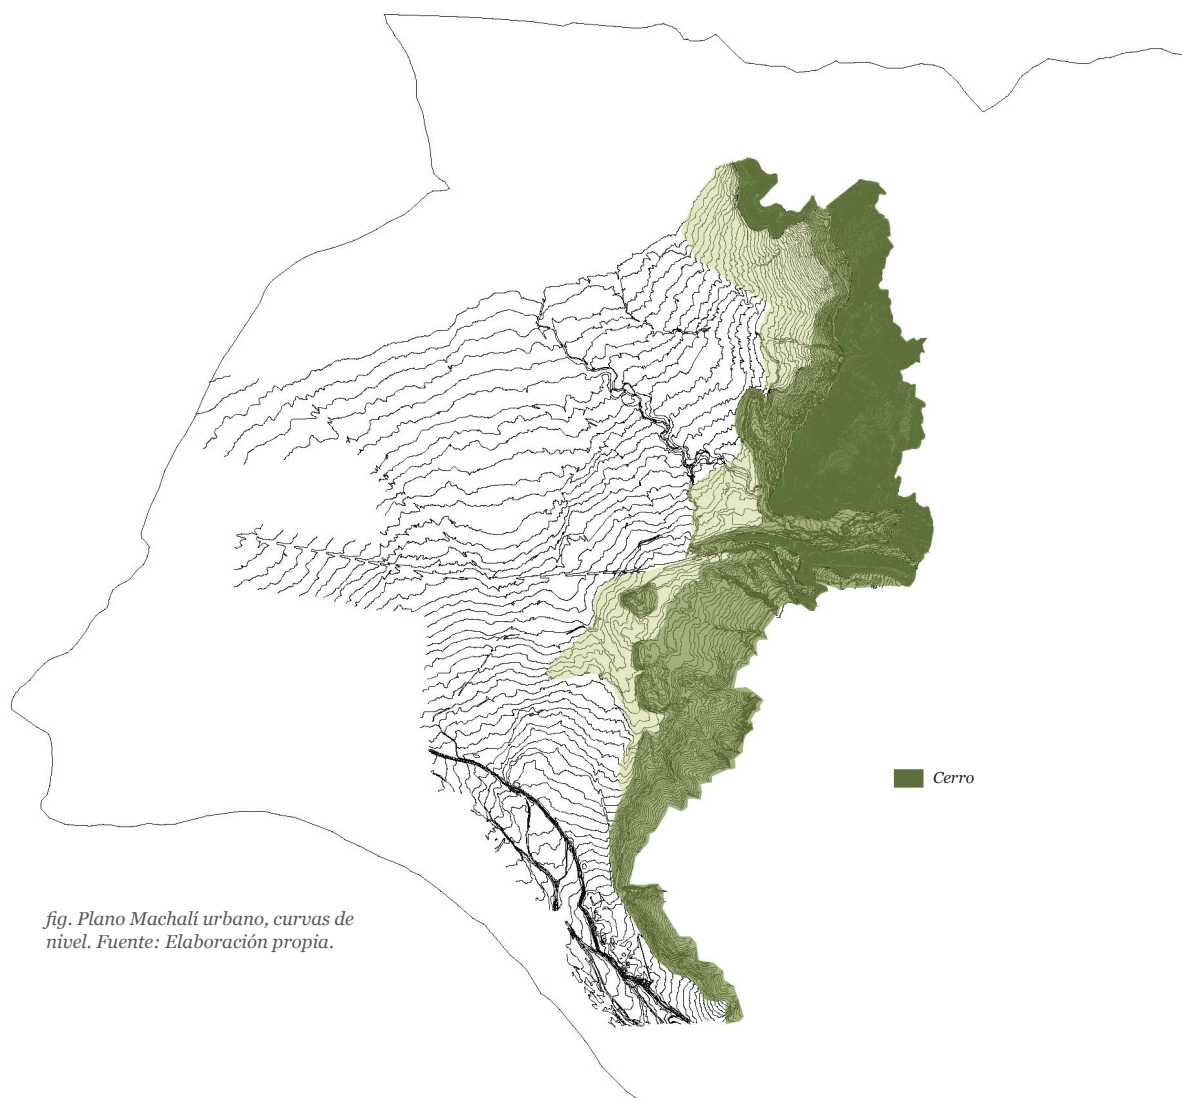 Cerro
fig. Plano Machalí urbano, curvas de
nivel. Fuente: Elaboración propia.